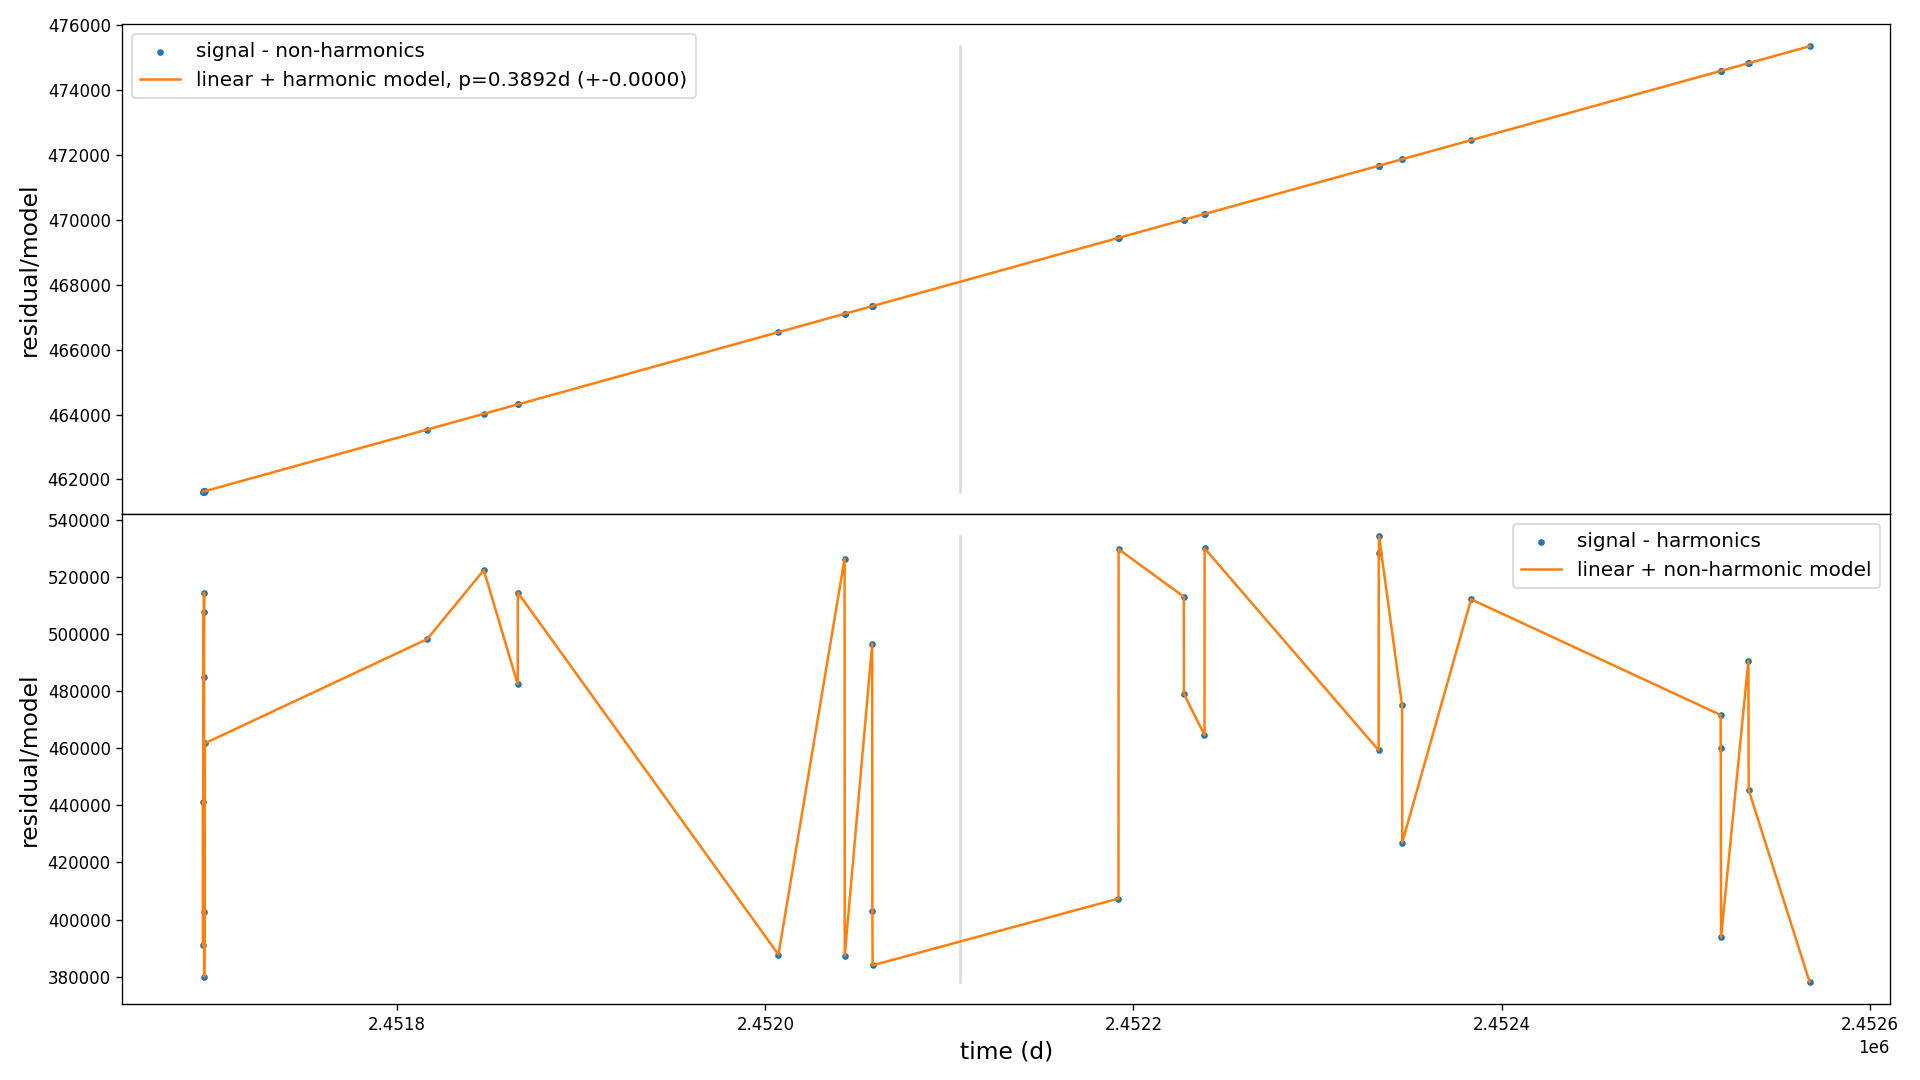 476000
474000
472000
470000
468000
466000
464000
462000
residual/model
signal - non-harmonics
linear + harmonic model, p=0.3892d (+-0.0000)
540000
520000
500000
480000
460000
440000
420000
400000
380000
residual/model
signal - harmonics
linear + non-harmonic model
2.4518 2.4520 2.4522 2.4524 2.4526
1e6
time (d)